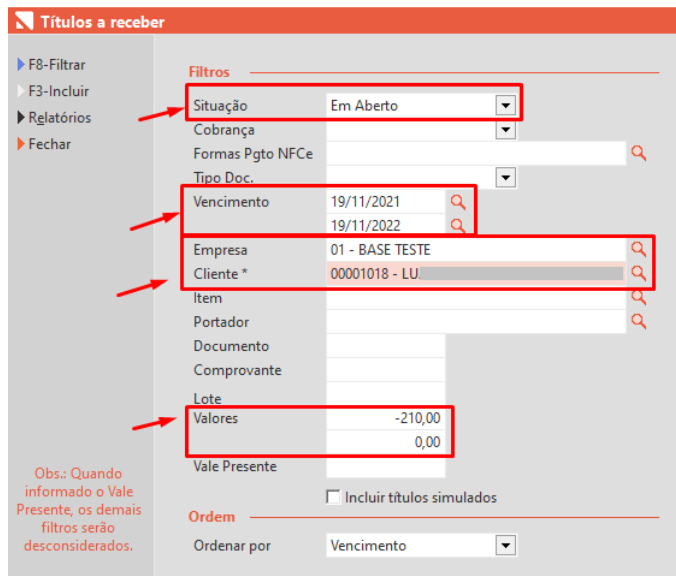 Títulos a receber
F8-Filtrar
F3-Incluir
Relatórios
Fechar
Obs.: Quando
informado o Vale
Presente, os demais
filtros serão
desconsiderados.
Filtros
Situação Em Aberto
Cobrança
Formas Pgto NFCe
Tipo Doc.
Vencimento 19/11/2021
19/11/2022
Empresa 01 - BASE TESTE
Cliente * 00001018 - LU
Item
Portador
Documento
Comprovante
Lote
Valores -210,00
0,00
Vale Presente
Incluir títulos simulados
Ordem
Ordenar por Vencimento